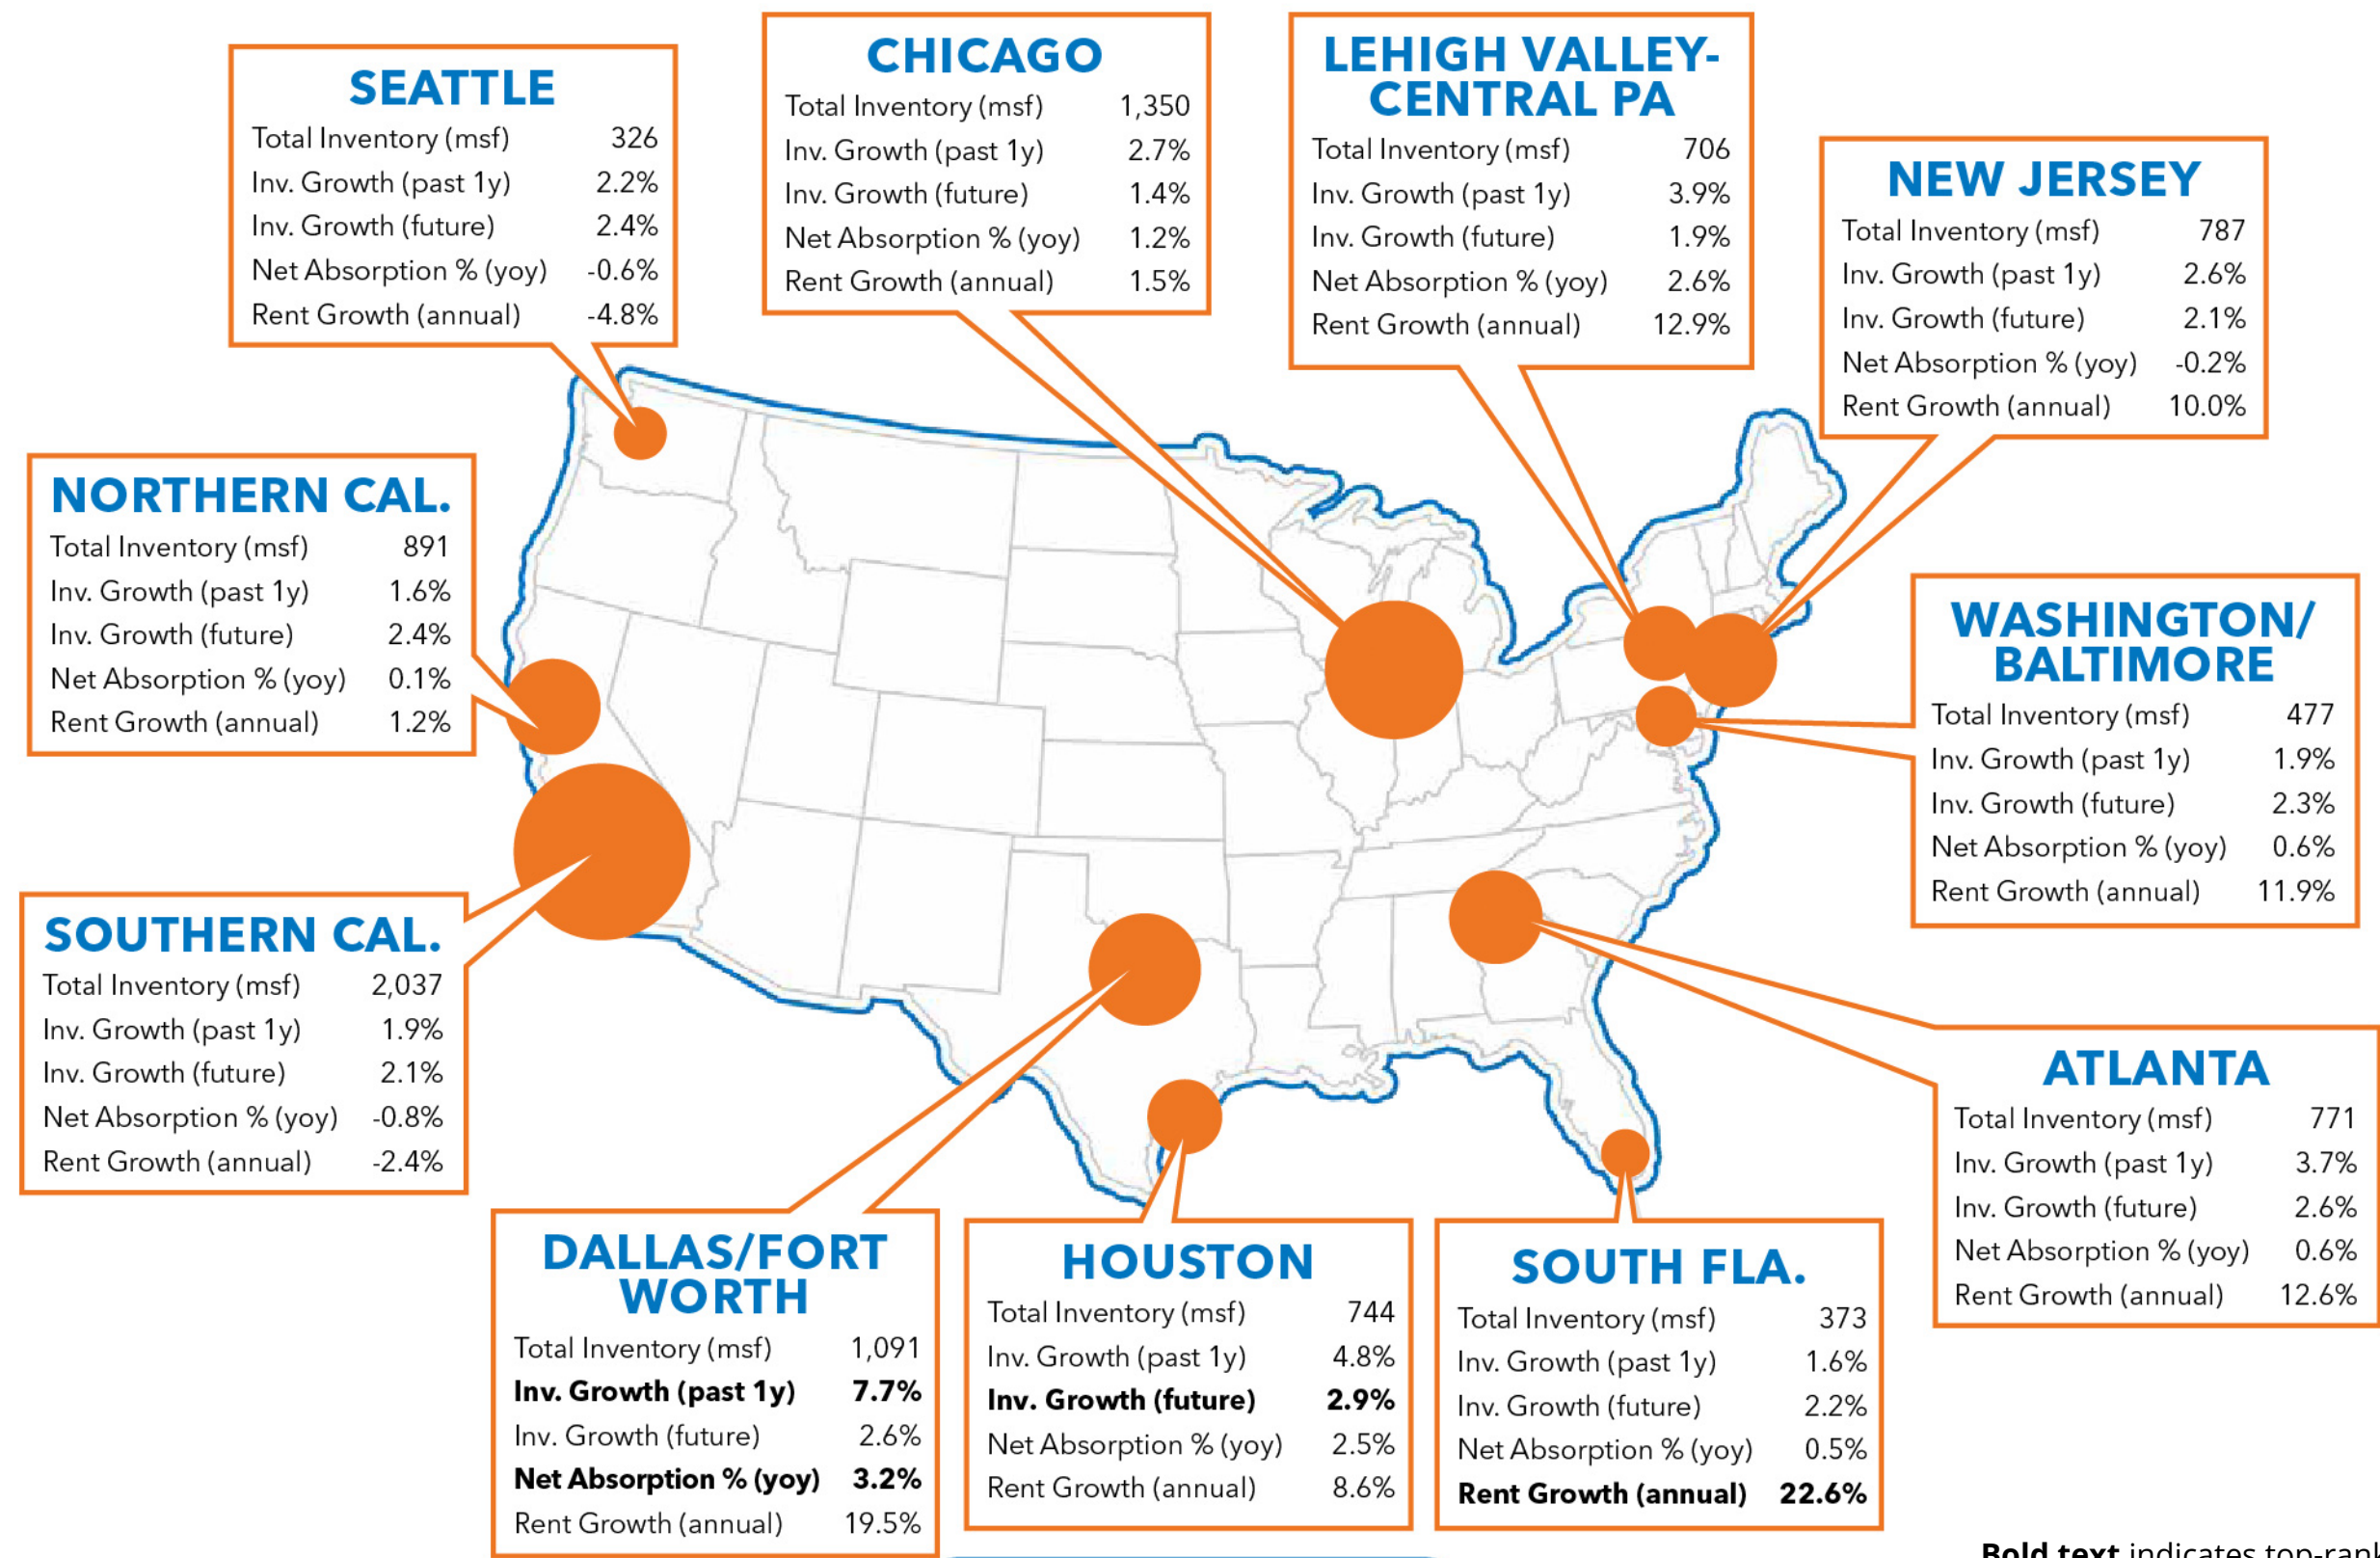 SEATTLE
Total Inventory (msf) 326
Inv. Growth (past 1y) 2.2%
Inv. Growth (future) 2.4%
Net Absorption % (yoy) -0.6%
Rent Growth (annual) -4.8%
CHICAGO
Total Inventory (msf) 1,350
Inv. Growth (past 1y) 2.7%
Inv. Growth (future) 1.4%
Net Absorption % (yoy) 1.2%
Rent Growth (annual) 1.5%
LEHIGH VALLEY-
CENTRAL PA
Total Inventory (msf) 706
Inv. Growth (past 1y) 3.9%
Inv. Growth (future) 1.9%
Net Absorption % (yoy) 2.6%
Rent Growth (annual) 12.9%
NEW JERSEY
Total Inventory (msf) 787
Inv. Growth (past 1y) 2.6%
Inv. Growth (future) 2.1%
Net Absorption % (yoy) -0.2%
Rent Growth (annual) 10.0%
NORTHERN CAL.
Total Inventory (msf) 891
Inv. Growth (past 1y) 1.6%
Inv. Growth (future) 2.4%
Net Absorption % (yoy) 0.1%
Rent Growth (annual) 1.2%
WASHINGTON/
BALTIMORE
Total Inventory (msf) 477
Inv. Growth (past 1y) 1.9%
Inv. Growth (future) 2.3%
Net Absorption % (yoy) 0.6%
Rent Growth (annual) 11.9%
SOUTHERN CAL.
Total Inventory (msf) 2,037
Inv. Growth (past 1y) 1.9%
Inv. Growth (future) 2.1%
Net Absorption % (yoy) -0.8%
Rent Growth (annual) -2.4%
ATLANTA
Total Inventory (msf) 771
Inv. Growth (past 1y) 3.7%
Inv. Growth (future) 2.6%
Net Absorption % (yoy) 0.6%
Rent Growth (annual) 12.6%
DALLAS/FORT
WORTH
Total Inventory (msf) 1,091
Inv. Growth (past 1y) 7.7%
Inv. Growth (future) 2.6%
Net Absorption % (yoy) 3.2%
Rent Growth (annual) 19.5%
HOUSTON
Total Inventory (msf) 744
Inv. Growth (past 1y) 4.8%
Inv. Growth (future) 2.9%
Net Absorption % (yoy) 2.5%
Rent Growth (annual) 8.6%
SOUTH FLA.
Total Inventory (msf) 373
Inv. Growth (past 1y) 1.6%
Inv. Growth (future) 2.2%
Net Absorption % (yoy) 0.5%
Rent Growth (annual) 22.6%
Bold text indicates